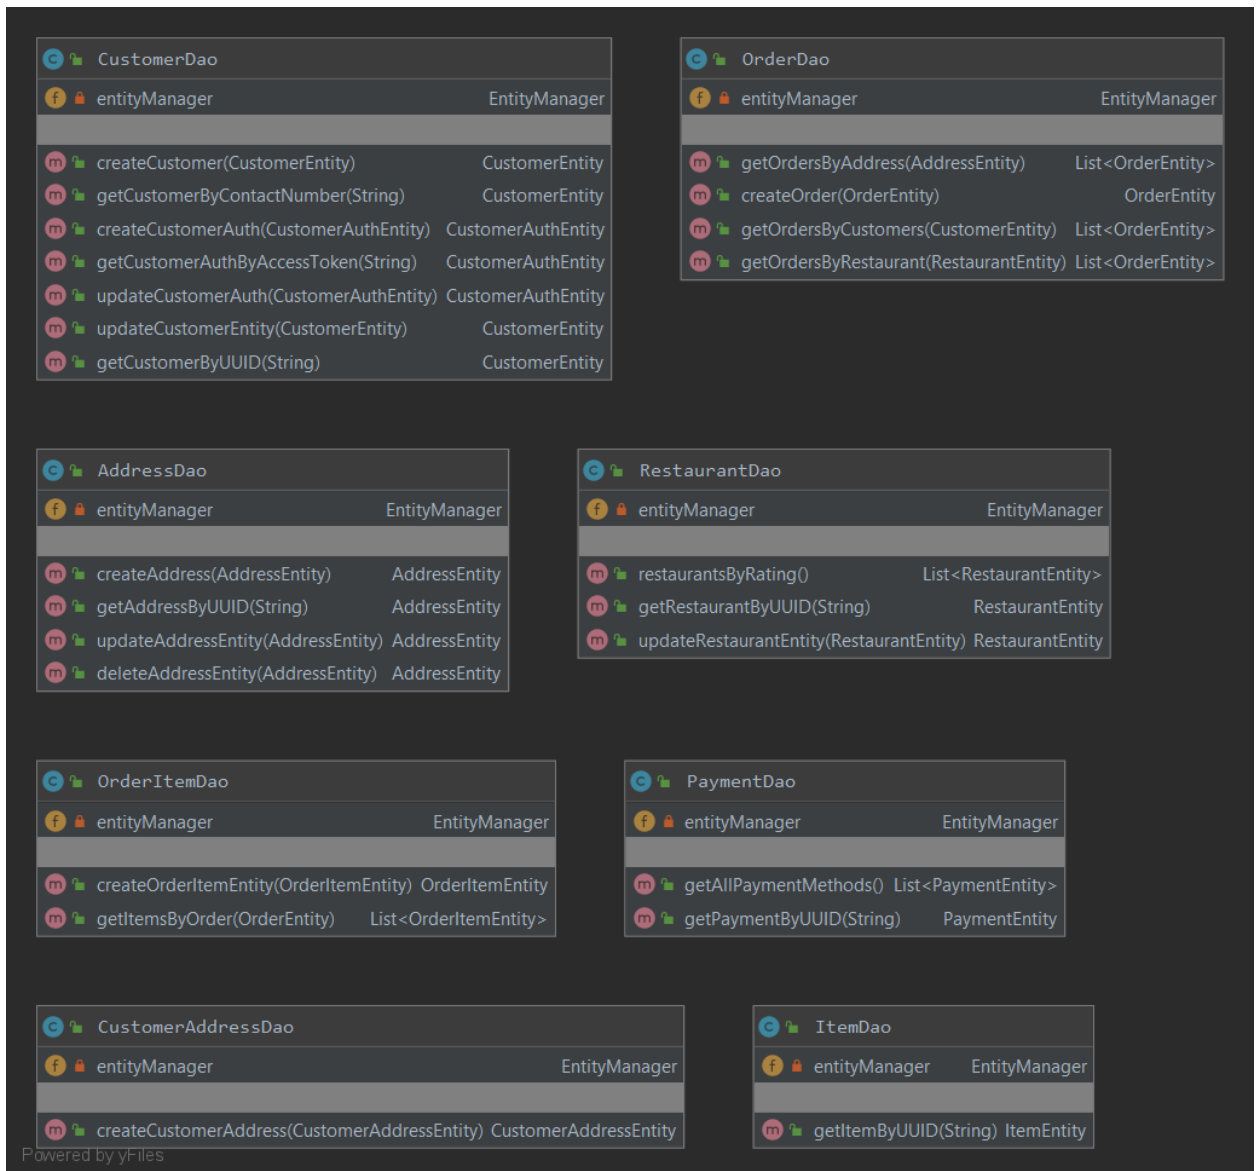 CustomerDao
entityManager EntityManager
createCustomer(CustomerEntity) CustomerEntity
getCustomerByContactNumber(String) CustomerEntity
createCustomerAuth(CustomerAuthEntity) CustomerAuthEntity
getCustomerAuthByAccessToken(String) CustomerAuthEntity
updateCustomerAuth(CustomerAuthEntity) CustomerAuthEntity
updateCustomerEntity(CustomerEntity) CustomerEntity
getCustomerByUUID(String) CustomerEntity
OrderDao
entityManager EntityManager
getOrdersByAddress(AddressEntity) List<OrderEntity>
createOrder(OrderEntity) OrderEntity
getOrdersByCustomers(CustomerEntity) List<OrderEntity>
getOrdersByRestaurant(RestaurantEntity) List<OrderEntity>
AddressDao
entityManager EntityManager
createAddress(AddressEntity) AddressEntity
getAddressByUUID(String) AddressEntity
updateAddressEntity(AddressEntity) AddressEntity
deleteAddressEntity(AddressEntity) AddressEntity
RestaurantDao
entityManager EntityManager
restaurantsByRating() List<RestaurantEntity>
getRestaurantByUUID(String) RestaurantEntity
updateRestaurantEntity(RestaurantEntity) RestaurantEntity
OrderItemDao
entityManager EntityManager
createOrderItemEntity(OrderItemEntity) OrderItemEntity
getItemsByOrder(OrderEntity) List<OrderItemEntity>
PaymentDao
entityManager EntityManager
getAllPaymentMethods() List<PaymentEntity>
getPaymentByUUID(String) PaymentEntity
CustomerAddressDao
entityManager EntityManager
createCustomerAddress(CustomerAddressEntity) CustomerAddressEntity
ItemDao
entityManager EntityManager
getItemByUUID(String) ItemEntity
Powered by yFiles